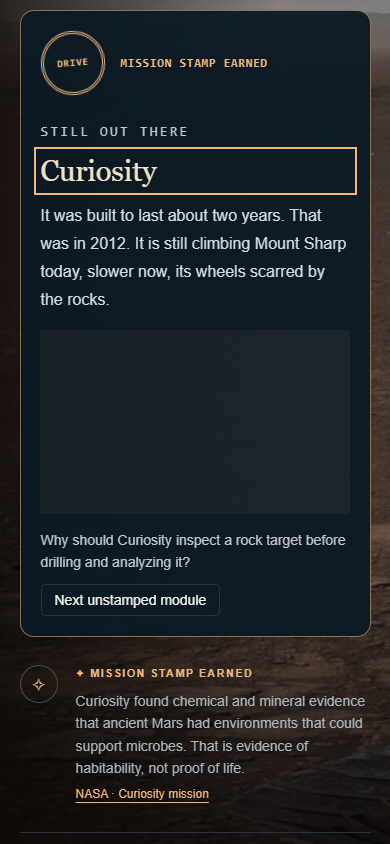 DRIVE
MISSION STAMP EARNED
STILL OUT THERE
Curiosity
It was built to last about two years. That
was in 2012. It is still climbing Mount Sharp
today, slower now, its wheels scarred by
the rocks.
Why should Curiosity inspect a rock target before
drilling and analyzing it?
Next unstamped module
✦ MISSION STAMP EARNED
Curiosity found chemical and mineral evidence
that ancient Mars had environments that could
support microbes. That is evidence of
habitability, not proof of life.
NASA · Curiosity mission